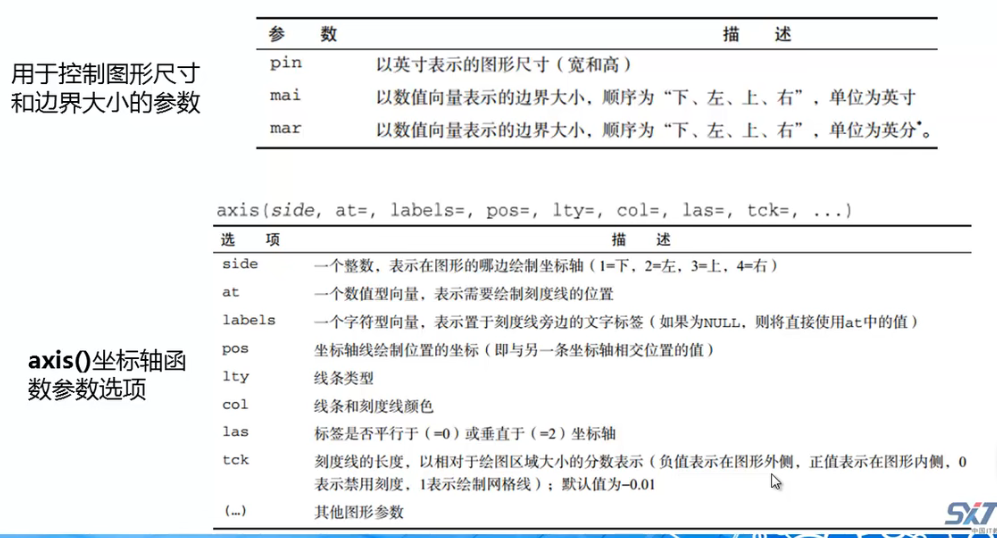 用于控制图形尺寸
和边界大小的参数
参 数 描 述
pin 以英寸表示的图形尺寸（宽和高）
mai 以数值向量表示的边界大小，顺序为“下、左、上、右”，单位为英寸
mar 以数值向量表示的边界大小，顺序为“下、左、上、右”，单位为英分*。
axis(side, at=, labels=, pos=, lty=, col=, las=, tck=, ...)
选 项 描 述
side 一个整数，表示在图形的哪边绘制坐标轴（1=下，2=左，3=上，4=右）
at 一个数值型向量，表示需要绘制刻度线的位置
labels 一个字符型向量，表示置于刻度线旁边的文字标签（如果为NULL，则将直接使用at中的值）
pos 坐标轴线绘制位置的坐标（即与另一条坐标轴相交位置的值）
lty 线条类型
col 线条和刻度线颜色
las 标签是否平行于（=0）或垂直于（=2）坐标轴
tck 刻度线的长度，以相对于绘图区域大小的分数表示（负值表示在图形外侧，正值表示在图形内侧，0
表示禁用刻度，1表示绘制网格线）；默认值为–0.01
(…) 其他图形参数
axis()坐标轴函
数参数选项
SXT